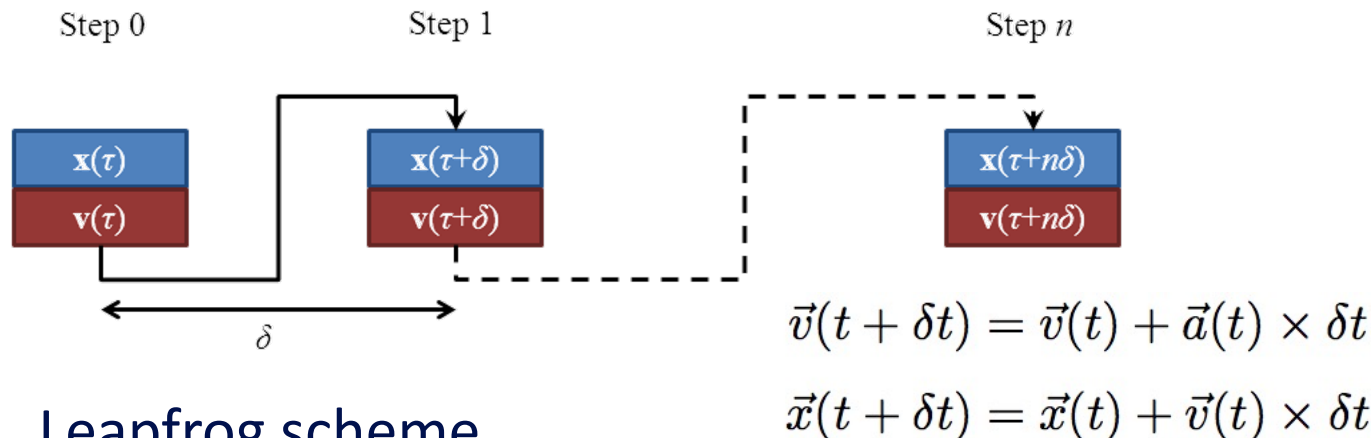 Step 0 Step 1 Step n
x(τ) x(τ+δ) x(τ+nδ)
v(τ) v(τ+δ) v(τ+nδ)
δ
v⃗(t + δt) = v⃗(t) + a⃗(t) × δt
x⃗(t + δt) = x⃗(t) + v⃗(t) × δt
Leapfrog scheme